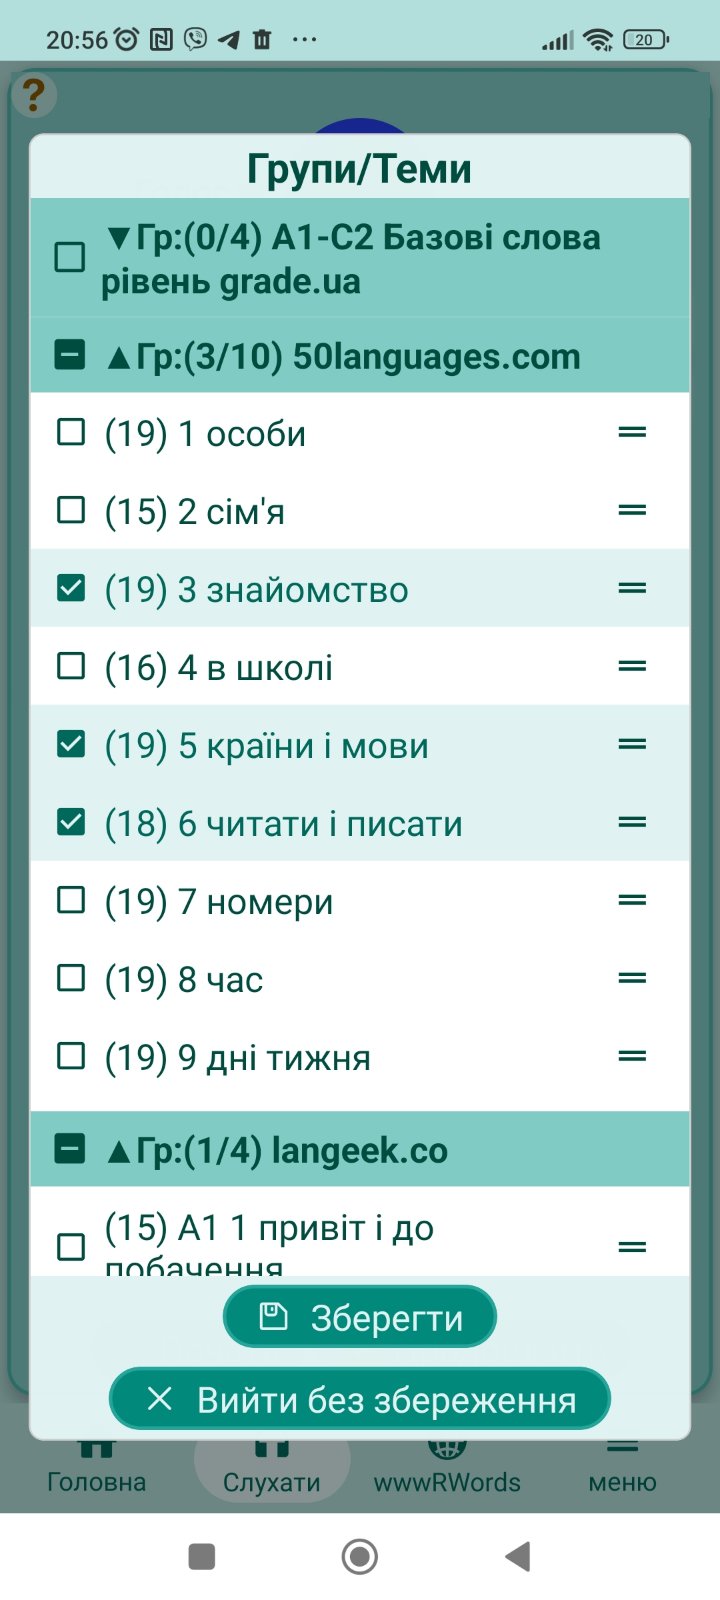 20:56
20
?
Групи/Теми
▼Гр:(0/4) A1-C2 Базові слова
рівень grade.ua
▲Гр:(3/10) 50languages.com
(19) 1 особи
(15) 2 сім'я
(19) 3 знайомство
(16) 4 в школі
(19) 5 країни і мови
(18) 6 читати і писати
(19) 7 номери
(19) 8 час
(19) 9 дні тижня
▲Гр:(1/4) langeek.co
(15) A1 1 привіт і до
побачення
Зберегти
Вийти без збереження
Головна
Слухати
wwwRWords
меню